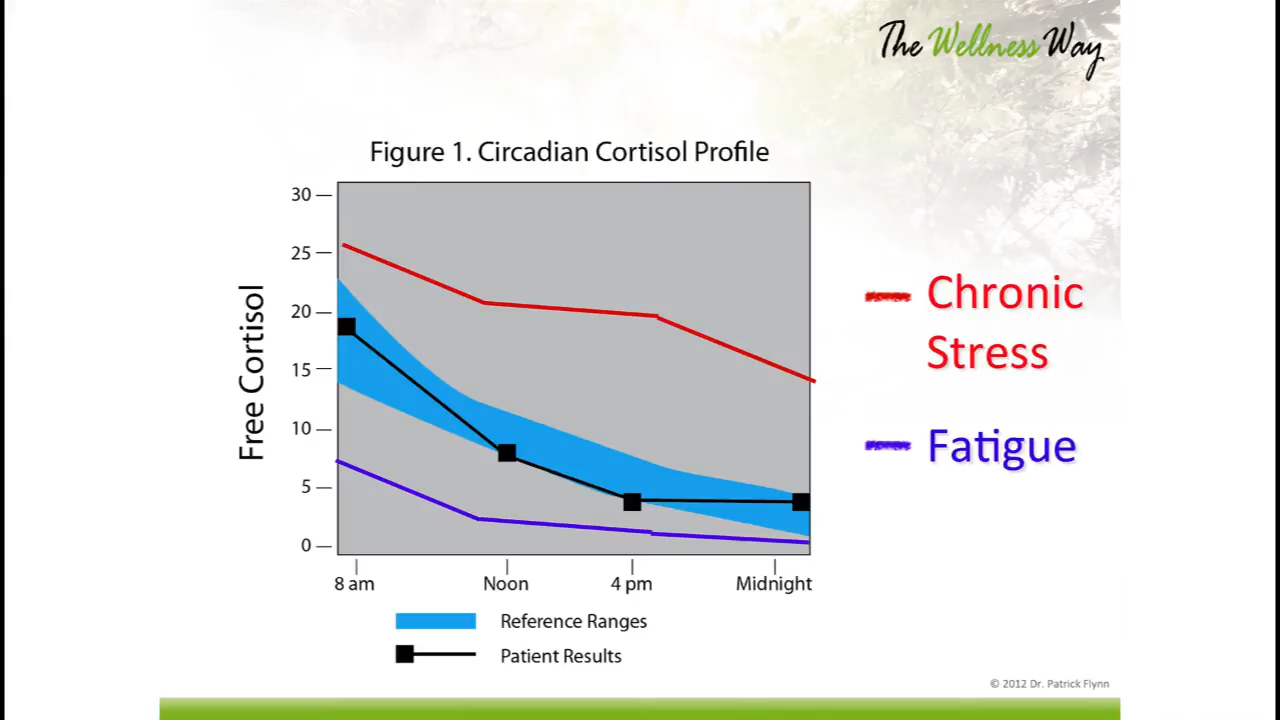 The Wellness Way
Figure 1. Circadian Cortisol Profile
30
25
20
15
10
5
0
Free Cortisol
8 am
Noon
4 pm
Midnight
Reference Ranges
Patient Results
Chronic
Stress
Fatigue
© 2012 Dr. Patrick Flynn